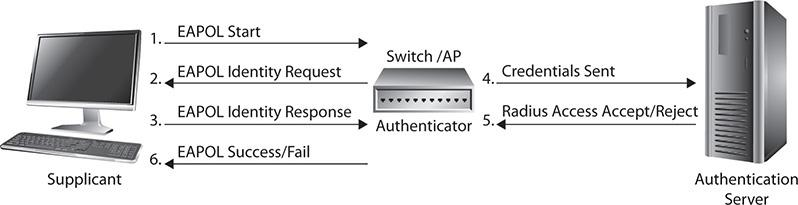 1. EAPOL Start
Switch /AP
2. EAPOL Identity Request
4. Credentials Sent
3. EAPOL Identity Response
5. Radius Access Accept/Reject
Authenticator
6. EAPOL Success/Fail
Supplicant
Authentication
Server